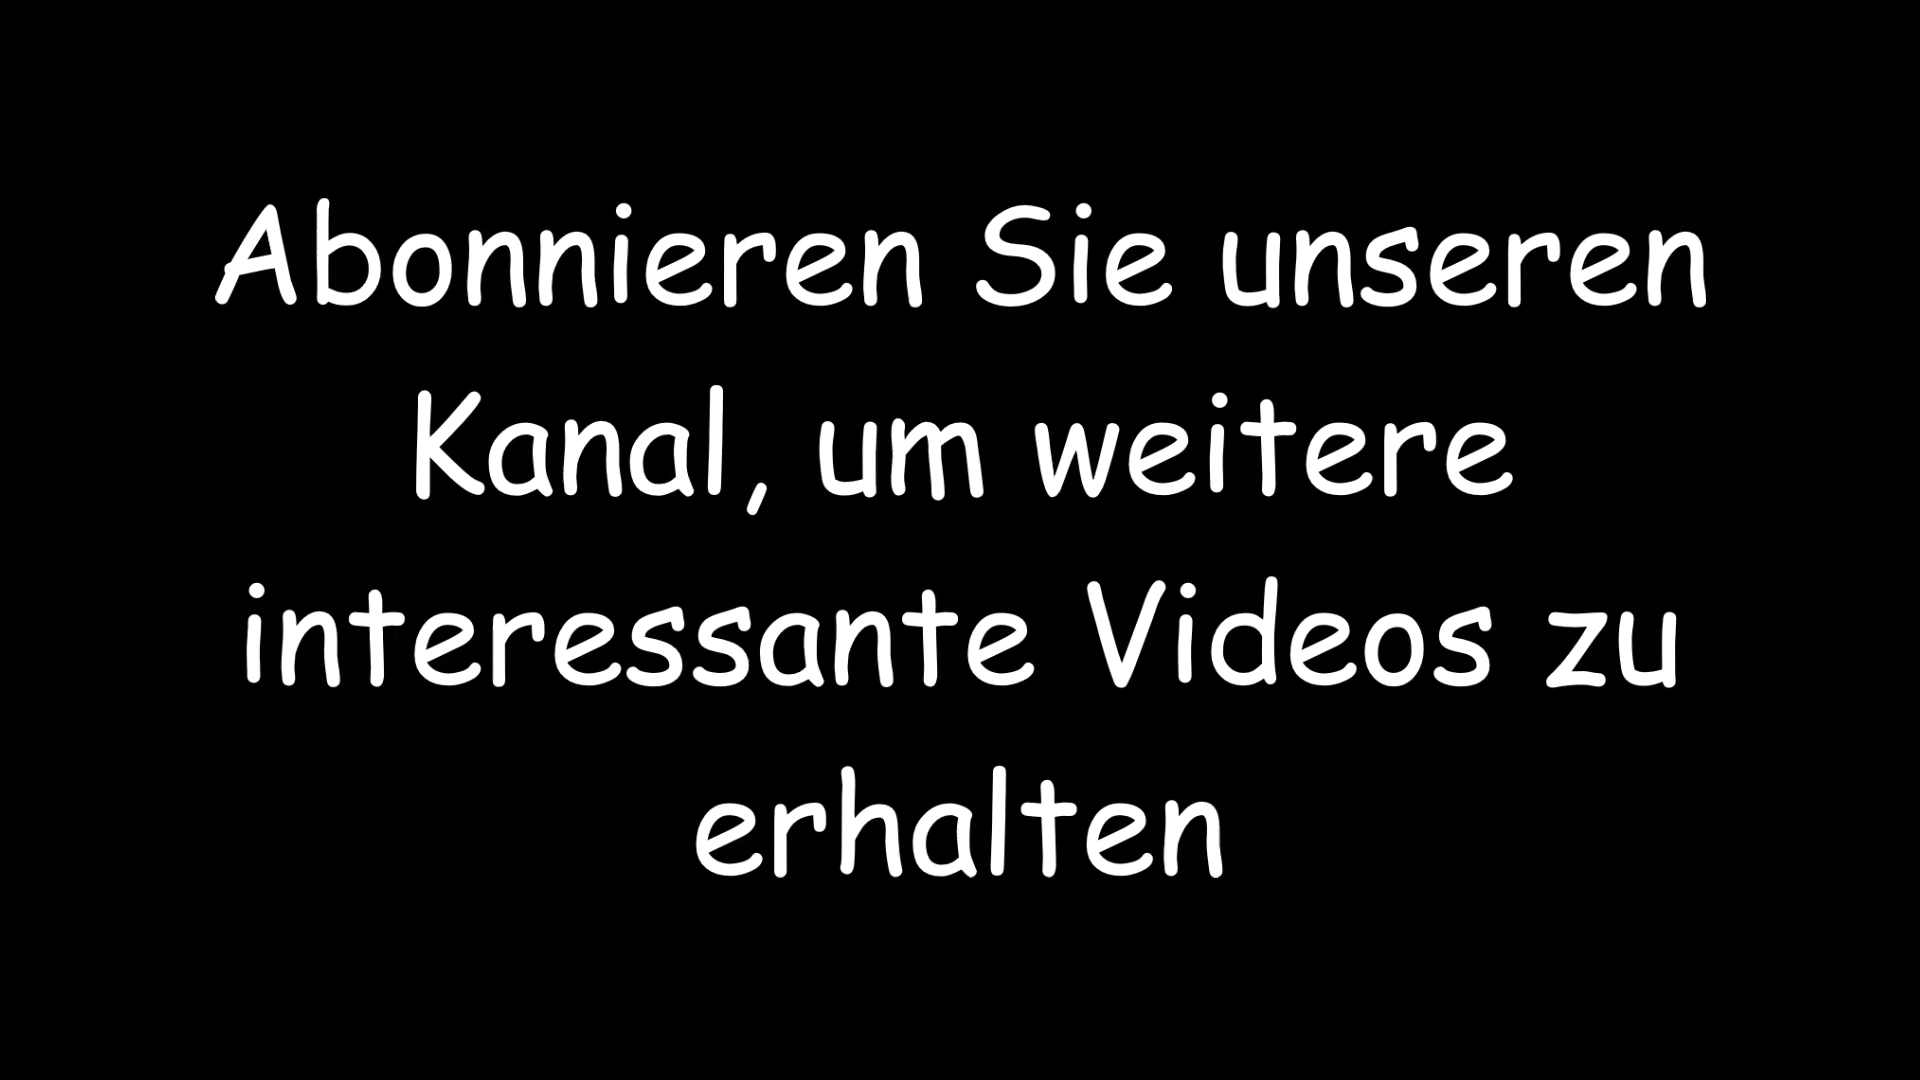 Abonnieren Sie unseren
Kanal, um weitere
interessante Videos zu
erhalten